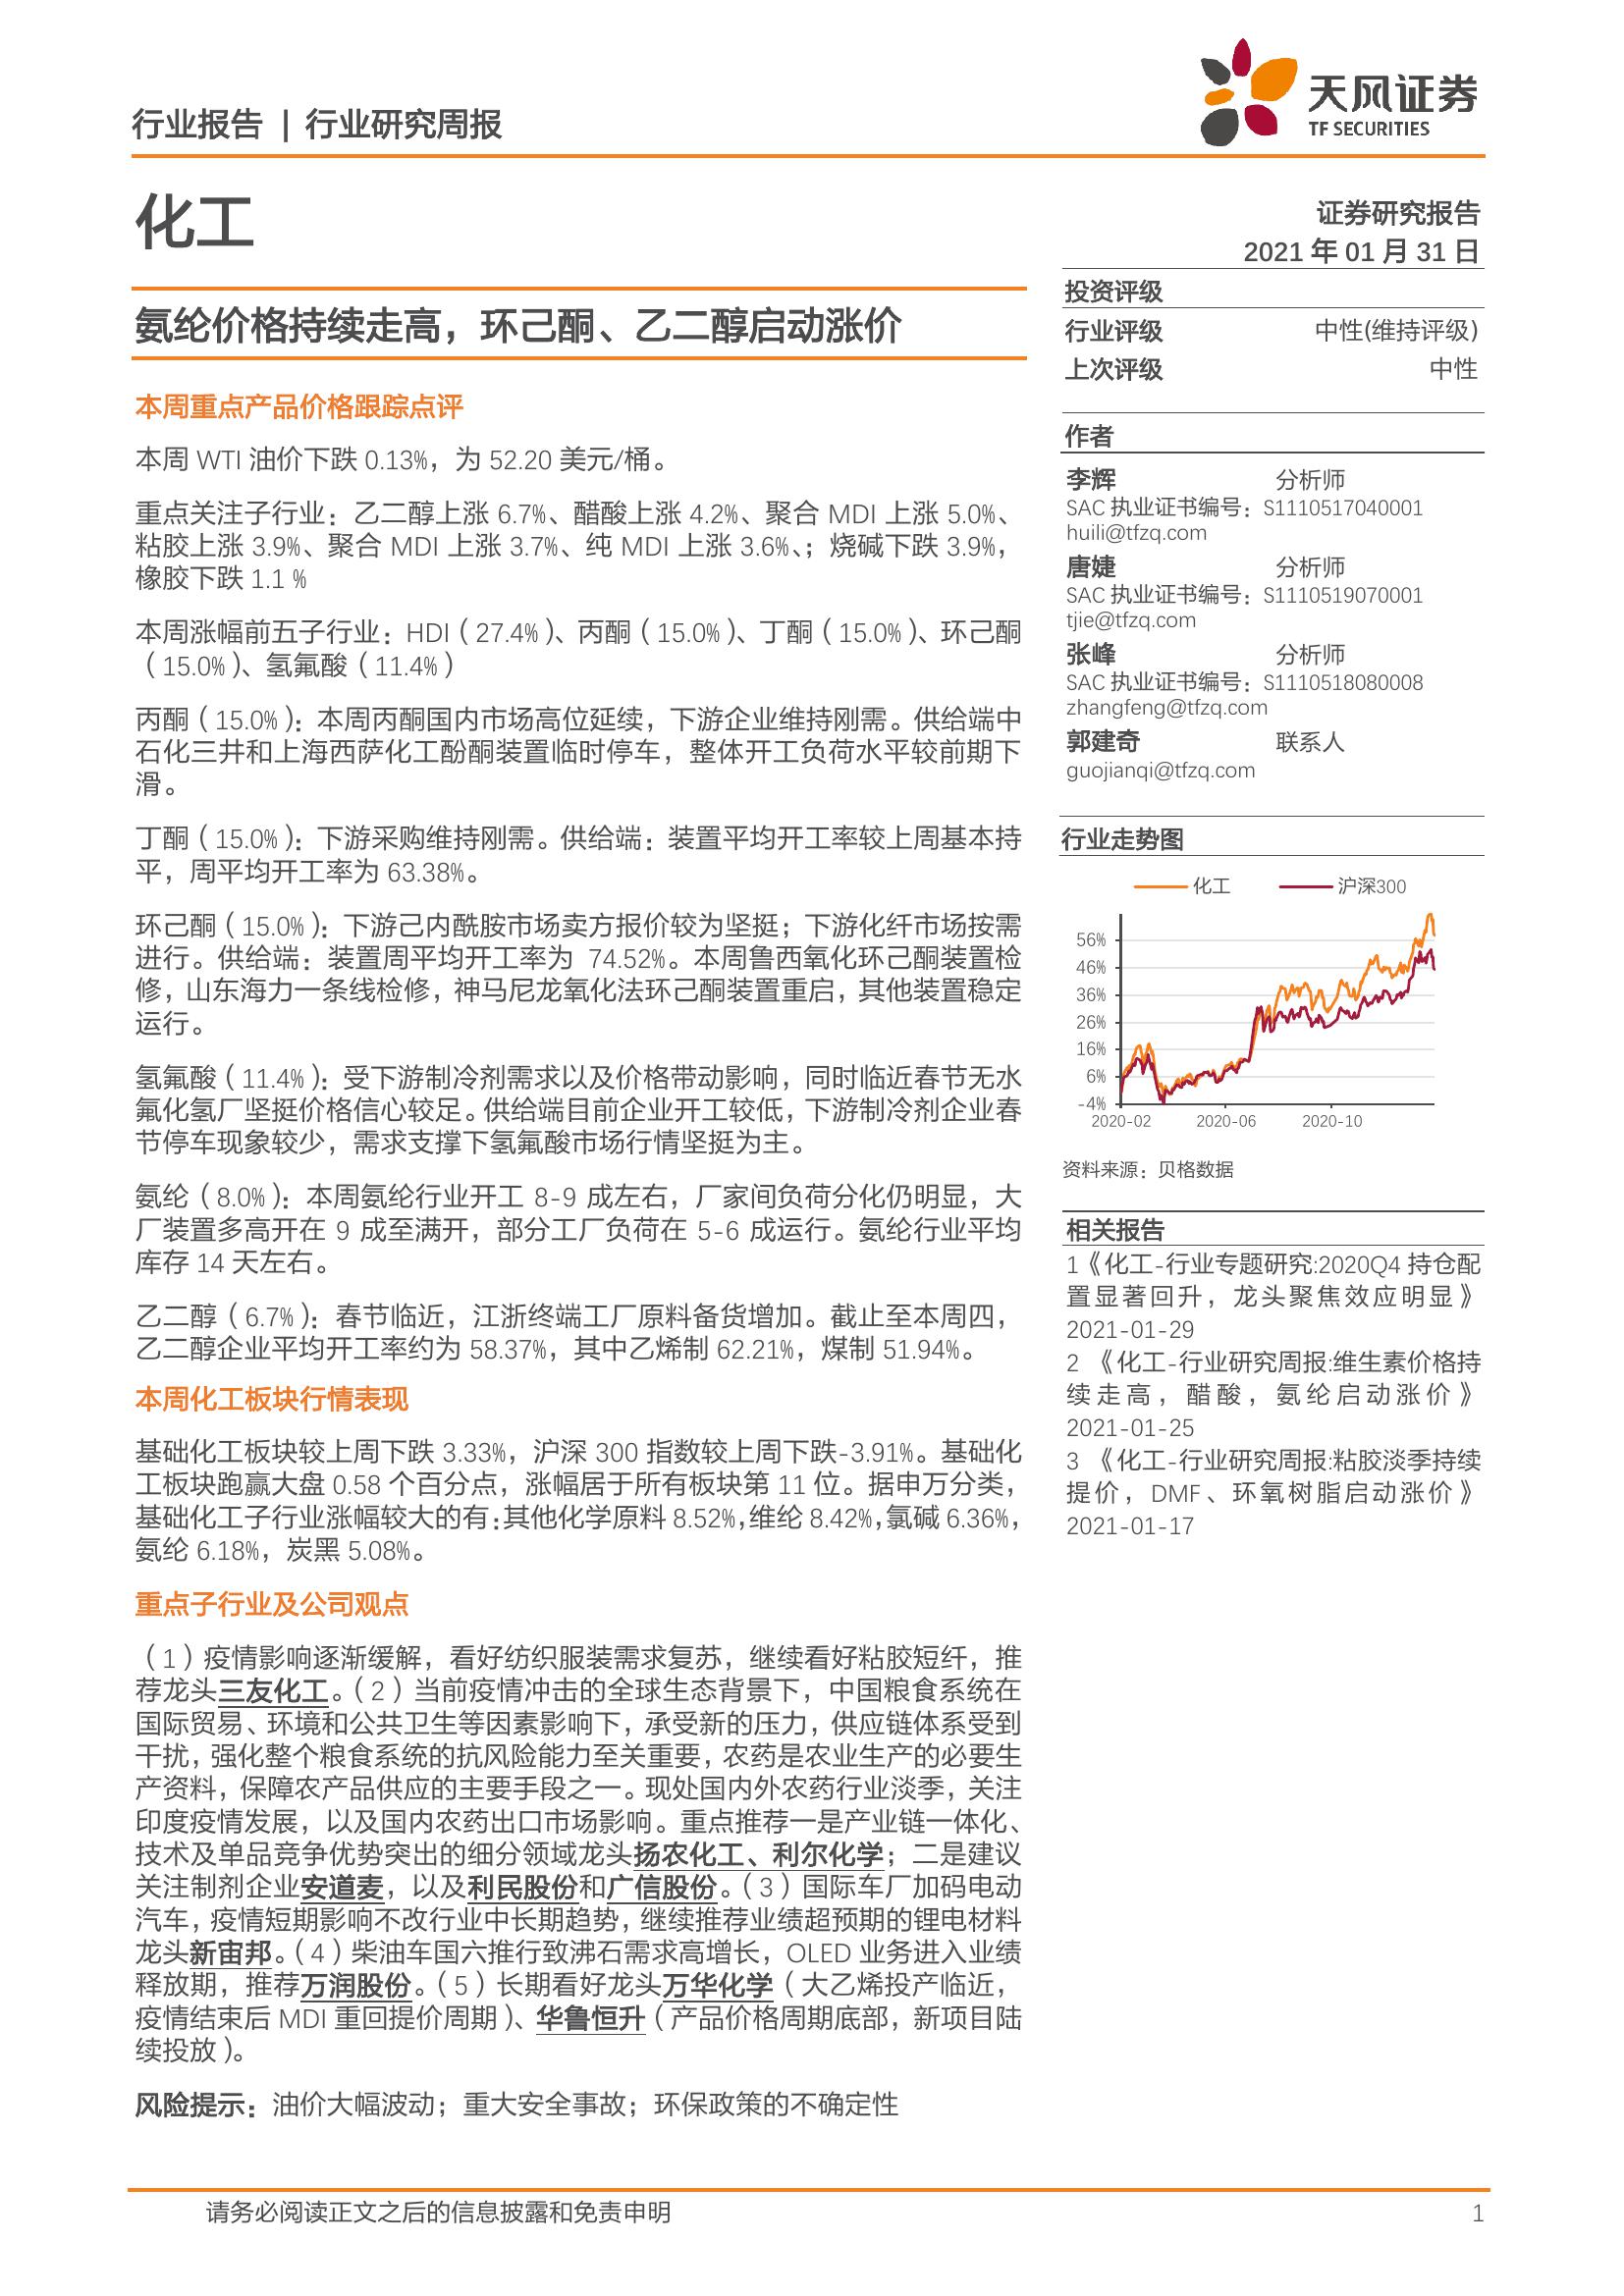 行业报告 | 行业研究周报
天风证券
TF SECURITIES
化工
证券研究报告
2021 年 01 月 31 日
氨纶价格持续走高，环己酮、乙二醇启动涨价
本周重点产品价格跟踪点评
本周 WTI 油价下跌 0.13%，为 52.20 美元/桶。
重点关注子行业：乙二醇上涨 6.7%、醋酸上涨 4.2%、聚合 MDI 上涨 5.0%、
粘胶上涨 3.9%、聚合 MDI 上涨 3.7%、纯 MDI 上涨 3.6%、；烧碱下跌 3.9%，
橡胶下跌 1.1 %
本周涨幅前五子行业：HDI（27.4%）、丙酮（15.0%）、丁酮（15.0%）、环己酮
（15.0%）、氢氟酸（11.4%）
丙酮（15.0%）：本周丙酮国内市场高位延续，下游企业维持刚需。供给端中
石化三井和上海西萨化工酚酮装置临时停车，整体开工负荷水平较前期下
滑。
丁酮（15.0%）：下游采购维持刚需。供给端：装置平均开工率较上周基本持
平，周平均开工率为 63.38%。
环己酮（15.0%）：下游己内酰胺市场卖方报价较为坚挺；下游化纤市场按需
进行。供给端：装置周平均开工率为 74.52%。本周鲁西氧化环己酮装置检
修，山东海力一条线检修，神马尼龙氧化法环己酮装置重启，其他装置稳定
运行。
氢氟酸（11.4%）：受下游制冷剂需求以及价格带动影响，同时临近春节无水
氟化氢厂坚挺价格信心较足。供给端目前企业开工较低，下游制冷剂企业春
节停车现象较少，需求支撑下氢氟酸市场行情坚挺为主。
氨纶（8.0%）：本周氨纶行业开工 8-9 成左右，厂家间负荷分化仍明显，大
厂装置多高开在 9 成至满开，部分工厂负荷在 5-6 成运行。氨纶行业平均
库存 14 天左右。
乙二醇（6.7%）：春节临近，江浙终端工厂原料备货增加。截止至本周四，
乙二醇企业平均开工率约为 58.37%，其中乙烯制 62.21%，煤制 51.94%。
本周化工板块行情表现
基础化工板块较上周下跌 3.33%，沪深 300 指数较上周下跌-3.91%。基础化
工板块跑赢大盘 0.58 个百分点，涨幅居于所有板块第 11 位。据申万分类，
基础化工子行业涨幅较大的有：其他化学原料 8.52%，维纶 8.42%，氯碱 6.36%，
氨纶 6.18%，炭黑 5.08%。
重点子行业及公司观点
（1）疫情影响逐渐缓解，看好纺织服装需求复苏，继续看好粘胶短纤，推
荐龙头三友化工。（2）当前疫情冲击的全球生态背景下，中国粮食系统在
国际贸易、环境和公共卫生等因素影响下，承受新的压力，供应链体系受到
干扰，强化整个粮食系统的抗风险能力至关重要，农药是农业生产的必要生
产资料，保障农产品供应的主要手段之一。现处国内外农药行业淡季，关注
印度疫情发展，以及国内农药出口市场影响。重点推荐一是产业链一体化、
技术及单品竞争优势突出的细分领域龙头扬农化工、利尔化学；二是建议
关注制剂企业安道麦，以及利民股份和广信股份。（3）国际车厂加码电动
汽车，疫情短期影响不改行业中长期趋势，继续推荐业绩超预期的锂电材料
龙头新宙邦。（4）柴油车国六推行致沸石需求高增长，OLED 业务进入业绩
释放期，推荐万润股份。（5）长期看好龙头万华化学（大乙烯投产临近，
疫情结束后 MDI 重回提价周期）、华鲁恒升（产品价格周期底部，新项目陆
续投放）。
风险提示：油价大幅波动；重大安全事故；环保政策的不确定性
投资评级
行业评级 中性(维持评级)
上次评级 中性
作者
李辉 分析师
SAC 执业证书编号：S1110517040001
huili@tfzq.com
唐婕 分析师
SAC 执业证书编号：S1110519070001
tjie@tfzq.com
张峰 分析师
SAC 执业证书编号：S1110518080008
zhangfeng@tfzq.com
郭建奇 联系人
guojianqi@tfzq.com
行业走势图
化工 沪深300
56%
46%
36%
26%
16%
6%
-4%
2020-02 2020-06 2020-10
资料来源：贝格数据
相关报告
1《化工-行业专题研究:2020Q4 持仓配
置显著回升，龙头聚焦效应明显》
2021-01-29
2 《化工-行业研究周报:维生素价格持
续走高，醋酸，氨纶启动涨价》
2021-01-25
3 《化工-行业研究周报:粘胶淡季持续
提价，DMF、环氧树脂启动涨价》
2021-01-17
请务必阅读正文之后的信息披露和免责申明 1